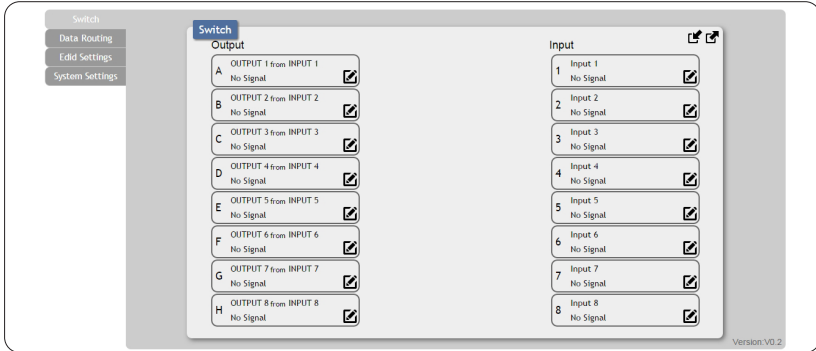 Switch
Data Routing
Edid Settings
System Settings
Switch
Output
A
OUTPUT 1 from INPUT 1
No Signal
B
OUTPUT 2 from INPUT 2
No Signal
C
OUTPUT 3 from INPUT 3
No Signal
D
OUTPUT 4 from INPUT 4
No Signal
E
OUTPUT 5 from INPUT 5
No Signal
F
OUTPUT 6 from INPUT 6
No Signal
G
OUTPUT 7 from INPUT 7
No Signal
H
OUTPUT 8 from INPUT 8
No Signal
Input
1
Input 1
No Signal
2
Input 2
No Signal
3
Input 3
No Signal
4
Input 4
No Signal
5
Input 5
No Signal
6
Input 6
No Signal
7
Input 7
No Signal
8
Input 8
No Signal
Version:V0.2